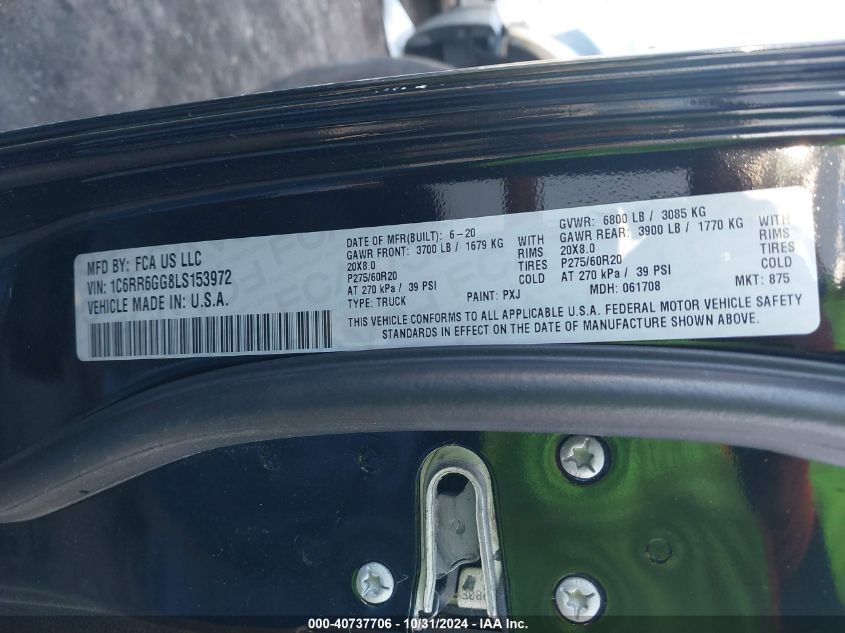 MFD BY: FCA US LLC
VIN: 1C6RR6GG8LS153972
VEHICLE MADE IN: U.S.A.
DATE OF MFR(BUILT): 6-20
GAWR FRONT: 3700 LB / 1679 KG WITH
20X8.0 RIMS
P275/60R20 TIRES
AT 270 kPa / 39 PSI COLD
TYPE: TRUCK PAINT: PXJ
GVWR: 6800 LB / 3085 KG
GAWR REAR: 3900 LB / 1770 KG WITH
20X8.0 RIMS
P275/60R20 TIRES
AT 270 kPa / 39 PSI COLD
MDH: 061708 MKT: 875
THIS VEHICLE CONFORMS TO ALL APPLICABLE U.S.A. FEDERAL MOTOR VEHICLE SAFETY
STANDARDS IN EFFECT ON THE DATE OF MANUFACTURE SHOWN ABOVE.
000-40737706 - 10/31/2024 - IAA Inc.